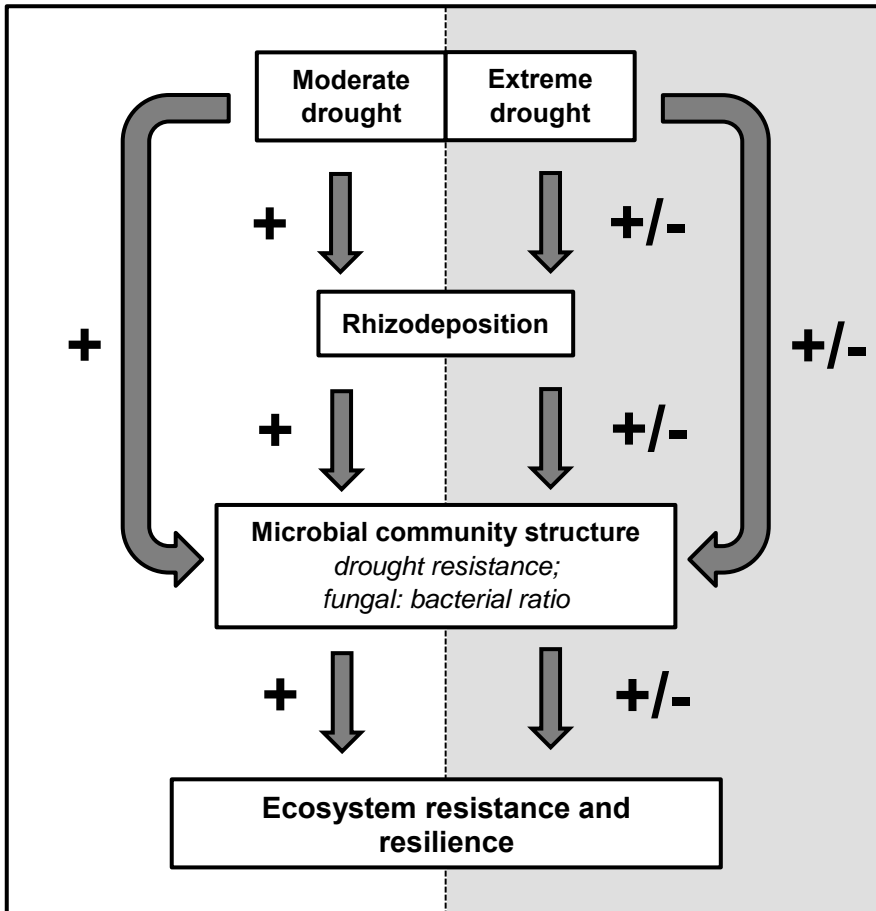 Moderate drought
Extreme drought
+
+/-
Rhizodeposition
+
+/-
+
+/-
Microbial community structure
drought resistance;
fungal: bacterial ratio
+
+/-
Ecosystem resistance and
resilience